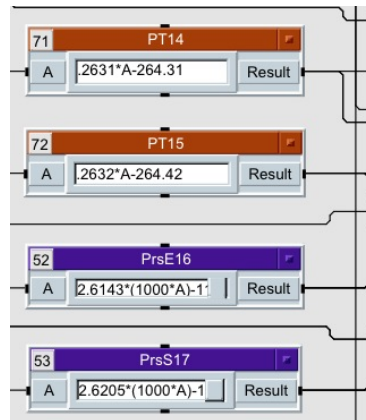 71 PT14
A .2631*A-264.31 Result
72 PT15
A .2632*A-264.42 Result
52 PrsE16
A 2.6143*(1000*A)-11 Result
53 PrsS17
A 2.6205*(1000*A)-1 Result